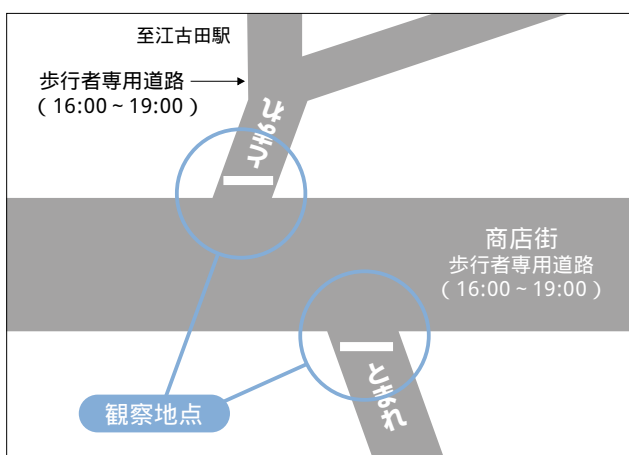 至江古田駅
歩行者専用道路
(16:00~19:00)
とまれ
商店街
歩行者専用道路
(16:00~19:00)
とまれ
観察地点